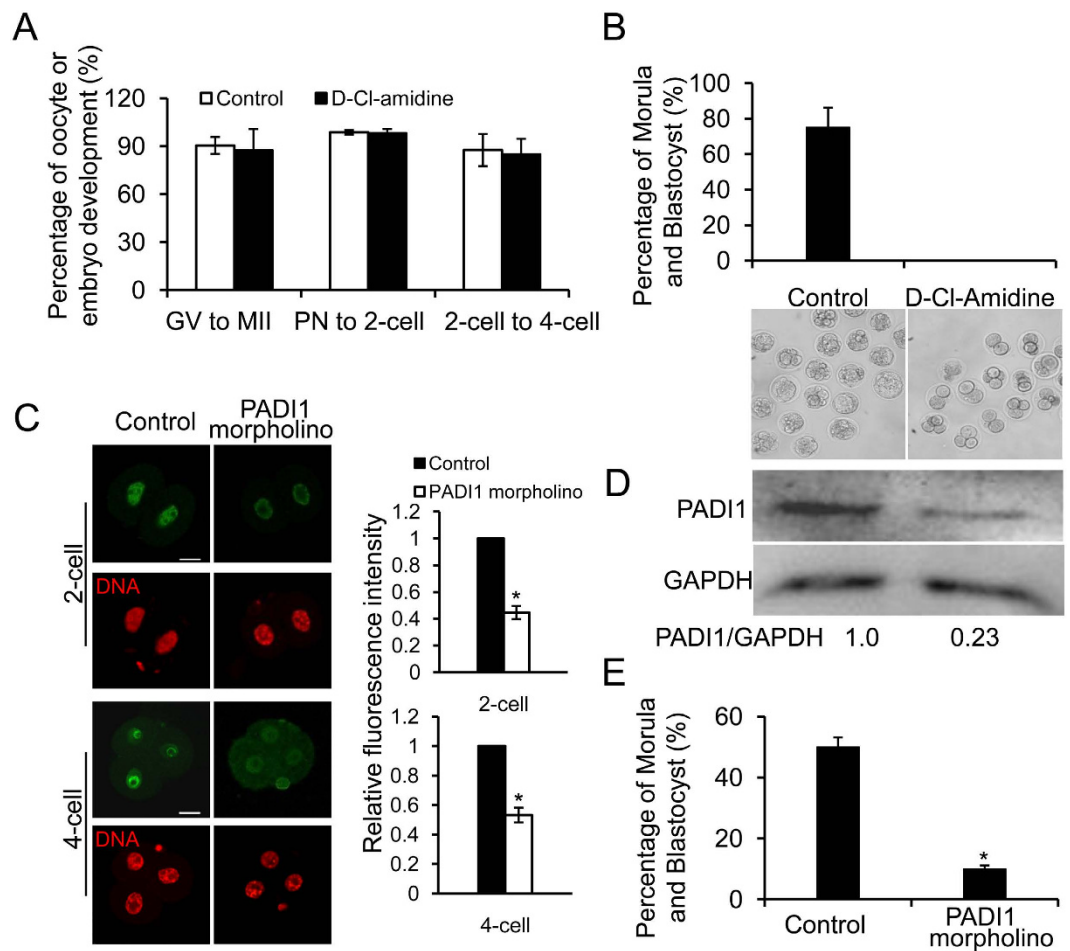 A
Percentage of oocyte or
embryo development (%)
120
90
60
30
0
Control
D-Cl-amidine
GV to MII
PN to 2-cell
2-cell to 4-cell
B
Percentage of Morula
and Blastocyst (%)
100
80
60
40
20
0
Control
D-Cl-Amidine
C
Control
PADI1
morpholino
2-cell
DNA
4-cell
DNA
Control
PADI1 morpholino
Relative fluorescence intensity
1.2
1
0.8
0.6
0.4
0.2
0
*
2-cell
1.2
1
0.8
0.6
0.4
0.2
0
*
4-cell
D
PADI1
GAPDH
PADI1/GAPDH 1.0 0.23
E
Percentage of Morula
and Blastocyst (%)
60
50
40
30
20
10
0
*
Control
PADI1
morpholino